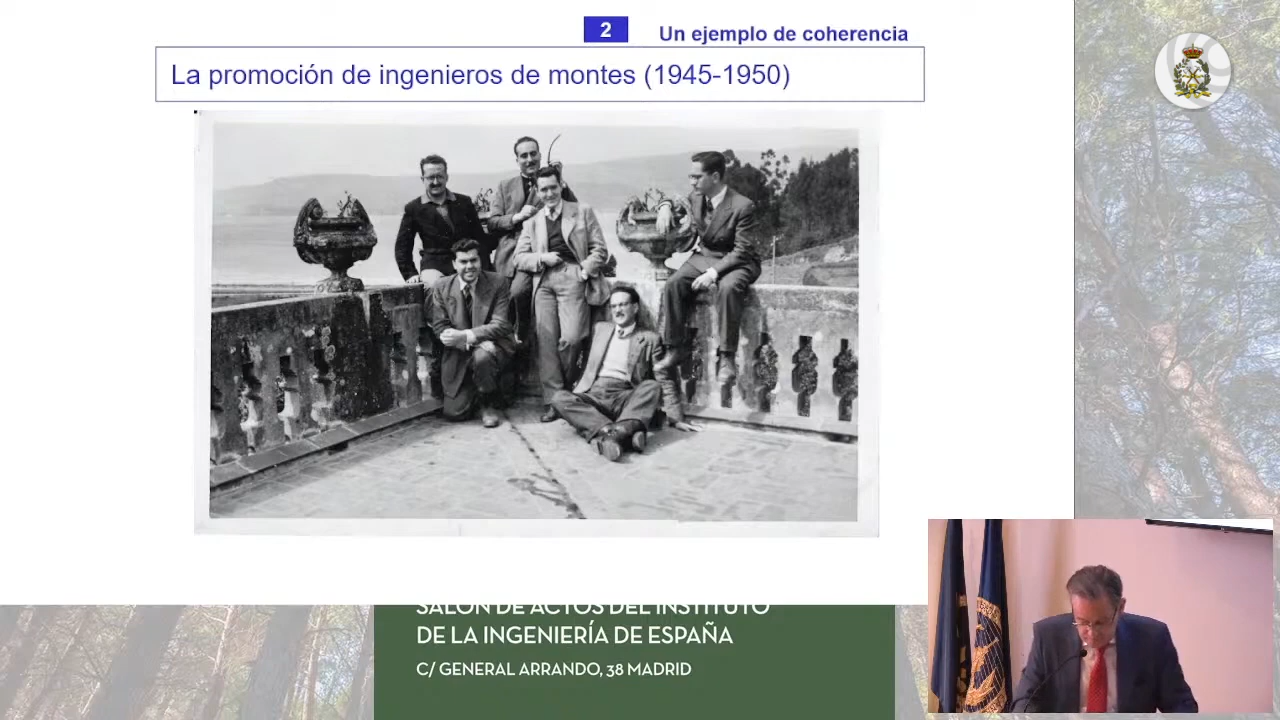 2
Un ejemplo de coherencia
La promoción de ingenieros de montes (1945-1950)
SALÓN DE ACTOS DEL INSTITUTO
DE LA INGENIERÍA DE ESPAÑA
C/ GENERAL ARRANDO, 38 MADRID